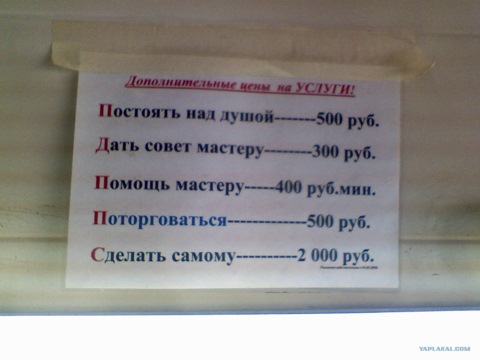 Дополнительные цены на УСЛУГИ!
Постоять над душой-------500 руб.
Дать совет мастеру--------300 руб.
Помощь мастеру-----400 руб.мин.
Поторговаться-------------500 руб.
Сделать самому----------2 000 руб.
YAPLAKAL.COM